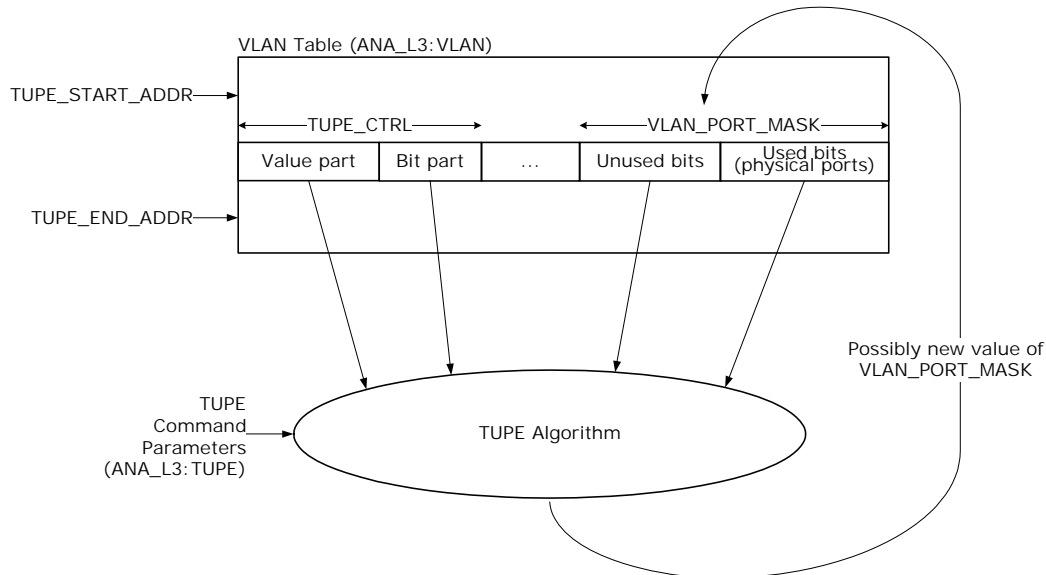 VLAN Table (ANA_L3:VLAN)
TUPE_START_ADDR
TUPE_CTRL
VLAN_PORT_MASK
Value part
Bit part
...
Unused bits
Used bits
(physical ports)
TUPE_END_ADDR
Possibly new value of
VLAN_PORT_MASK
TUPE
Command
Parameters
(ANA_L3:TUPE)
TUPE Algorithm